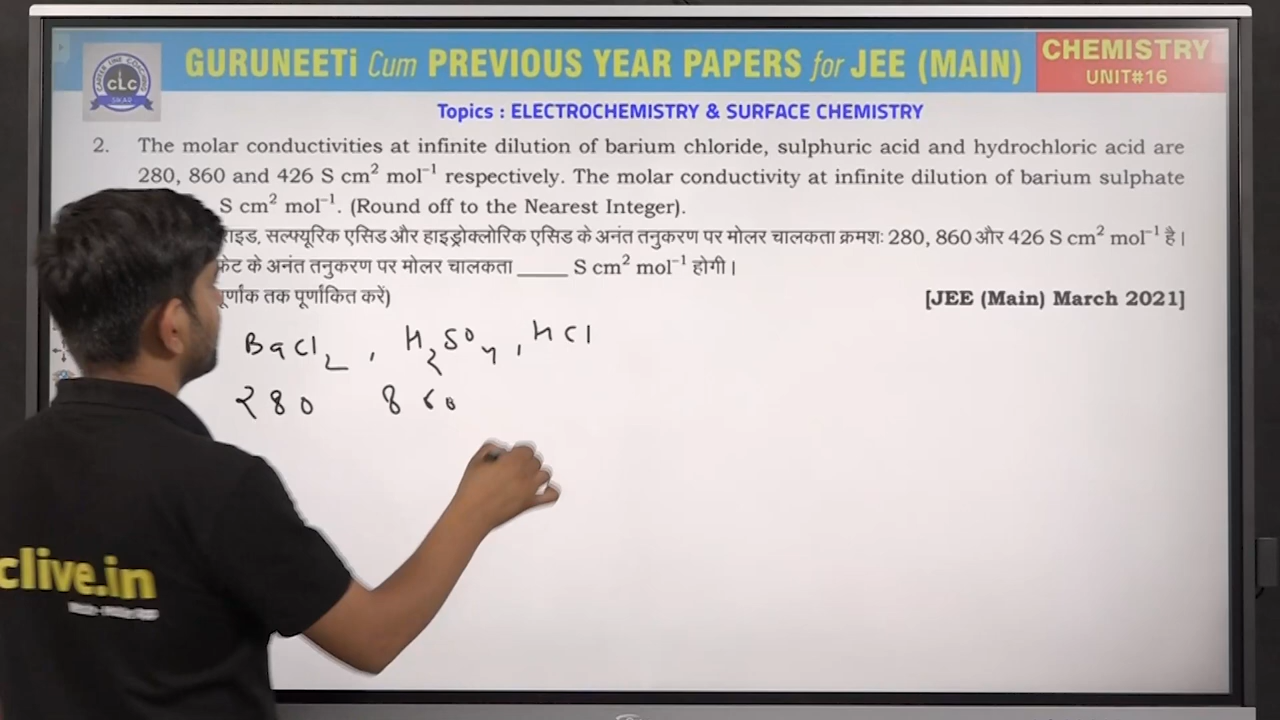 CLC
SIKAR
GURUNEETi Cum PREVIOUS YEAR PAPERS for JEE (MAIN)
CHEMISTRY
UNIT#16
Topics : ELECTROCHEMISTRY & SURFACE CHEMISTRY
2. The molar conductivities at infinite dilution of barium chloride, sulphuric acid and hydrochloric acid are
280, 860 and 426 S cm² mol⁻¹ respectively. The molar conductivity at infinite dilution of barium sulphate
S cm² mol⁻¹. (Round off to the Nearest Integer).
सल्फ्यूरिक एसिड और हाइड्रोक्लोरिक एसिड के अनंत तनुकरण पर मोलर चालकता क्रमशः 280, 860 और 426 S cm² mol⁻¹ है।
के अनंत तनुकरण पर मोलर चालकता _____ S cm² mol⁻¹ होगी।
तक पूर्णांकित करें)
[JEE (Main) March 2021]
BaCl₂ , H₂SO₄ , HCl
280 860
clive.in